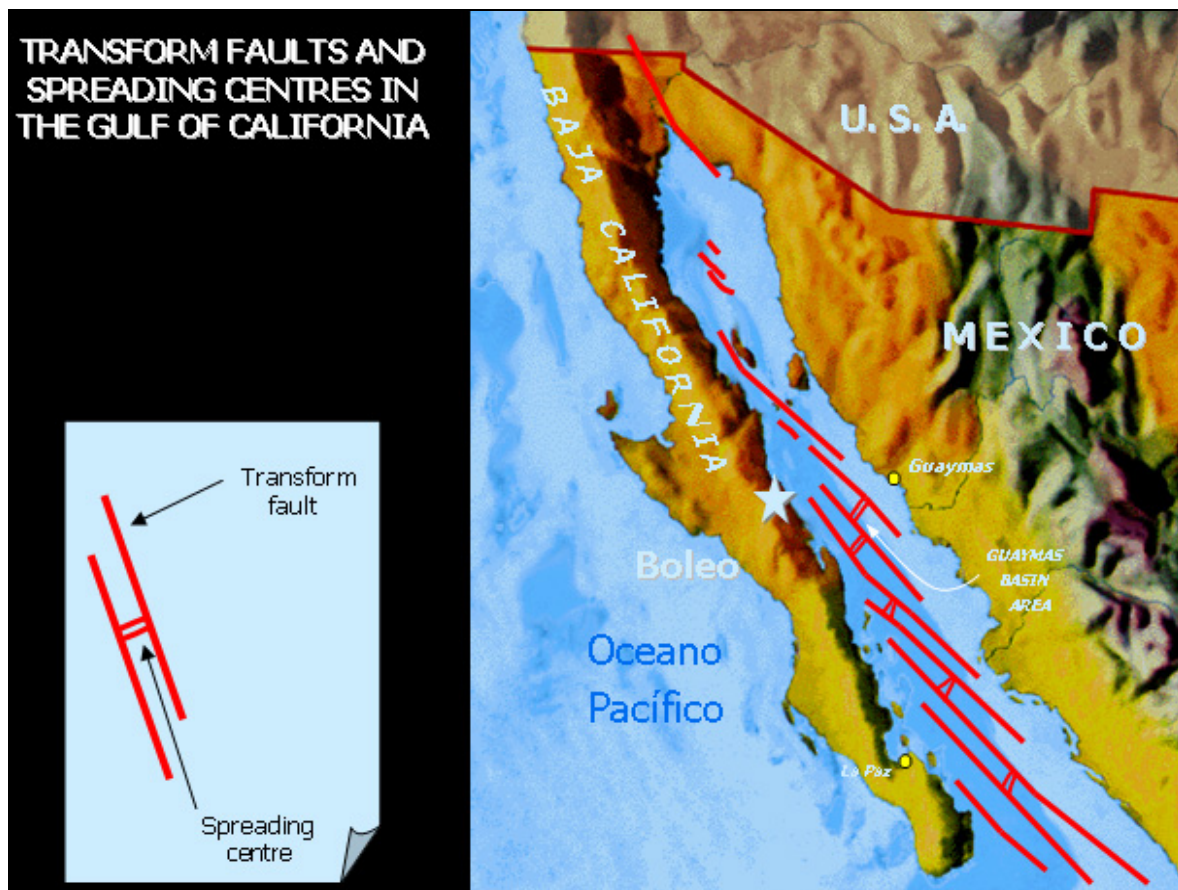 TRANSFORM FAULTS AND
SPREADING CENTRES IN
THE GULF OF CALIFORNIA
Transform
fault
Spreading
centre
U. S. A.
BAJA CALIFORNIA
MEXICO
Guaymas
Boleo
GUAYMAS
BASIN
AREA
Oceano
Pacífico
La Paz